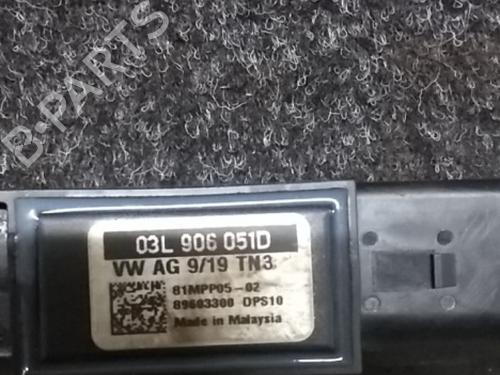 B-PARTS
03L 906 051D
VW AG 9/19 TN3
81MPP05-02
89603300 DPS10
Made in Malaysia